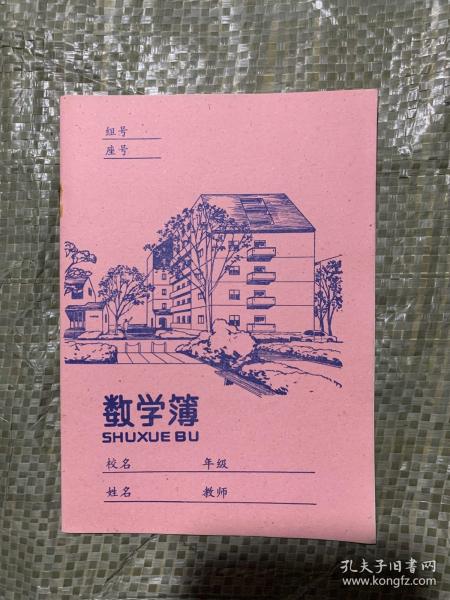 组号
座号
数学簿
SHUXUE BU
校名 年级
姓名 教师
孔夫子旧书网
www.kongfz.com